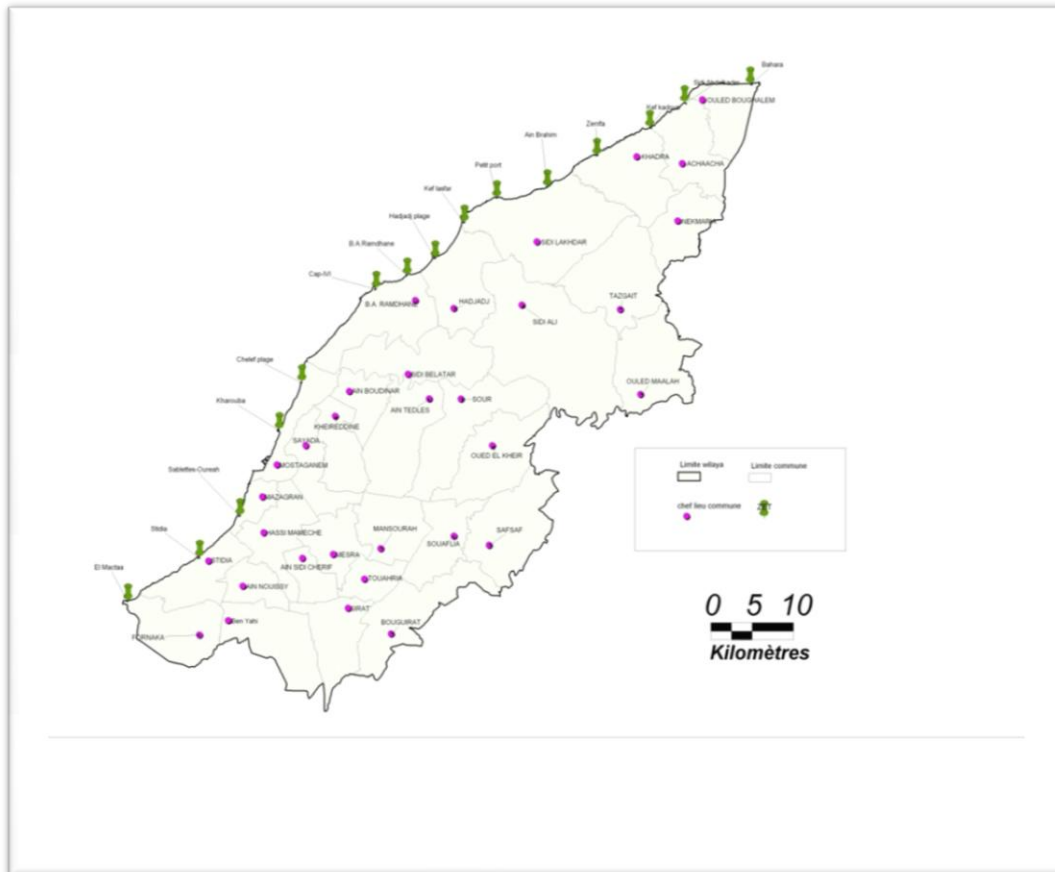 Bahara
OULED BOUGHALEM
Zerrifa
Ain Brahim
KHADRA
ACHAACHA
Petit port
Kef lasfar
NEKMARIA
Hadjadj plage
B.A Ramdhane
SIDI LAKHDAR
Cap-IVI
TAZGAIT
B.A. RAMDHANE
HADJADJ
SIDI ALI
Chelef plage
SIDI BELATAR
OULED MAALAH
AIN BOUDINAR
Kharouba
AIN TEDLES
SOUR
KHEIREDDINE
SAYADA
OUED EL KHEIR
MOSTAGANEM
Sablettes-Oureah
Limite wilaya
Limite commune
MAZAGRAN
chef lieu commune
ZET
Stidia
HASSI MAMECHE
MANSOURAH
SAFSAF
SOUAFLIA
STIDIA
MESRA
AIN SIDI CHERIF
El Mactaa
AIN NOUISSY
TOUAHRIA
SIRAT
0 5 10
Ben Yahi
BOUGUIRAT
FORNAKA
Kilomètres